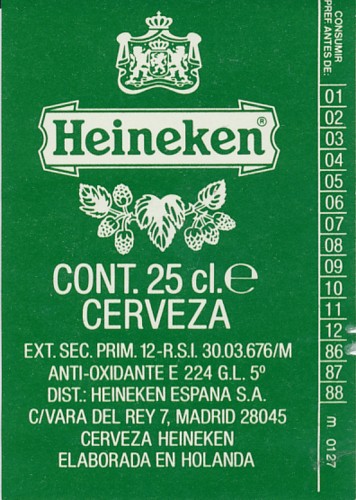 Heineken®
CONT. 25 cl.℮
CERVEZA
EXT. SEC. PRIM. 12-R.S.I. 30.03.676/M
ANTI-OXIDANTE E 224 G.L. 5º
DIST.: HEINEKEN ESPANA S.A.
C/VARA DEL REY 7, MADRID 28045
CERVEZA HEINEKEN
ELABORADA EN HOLANDA
CONSUMIR
PREF. ANTES DE:
01
02
03
04
05
06
07
08
09
10
11
12
86
87
88
m 0127